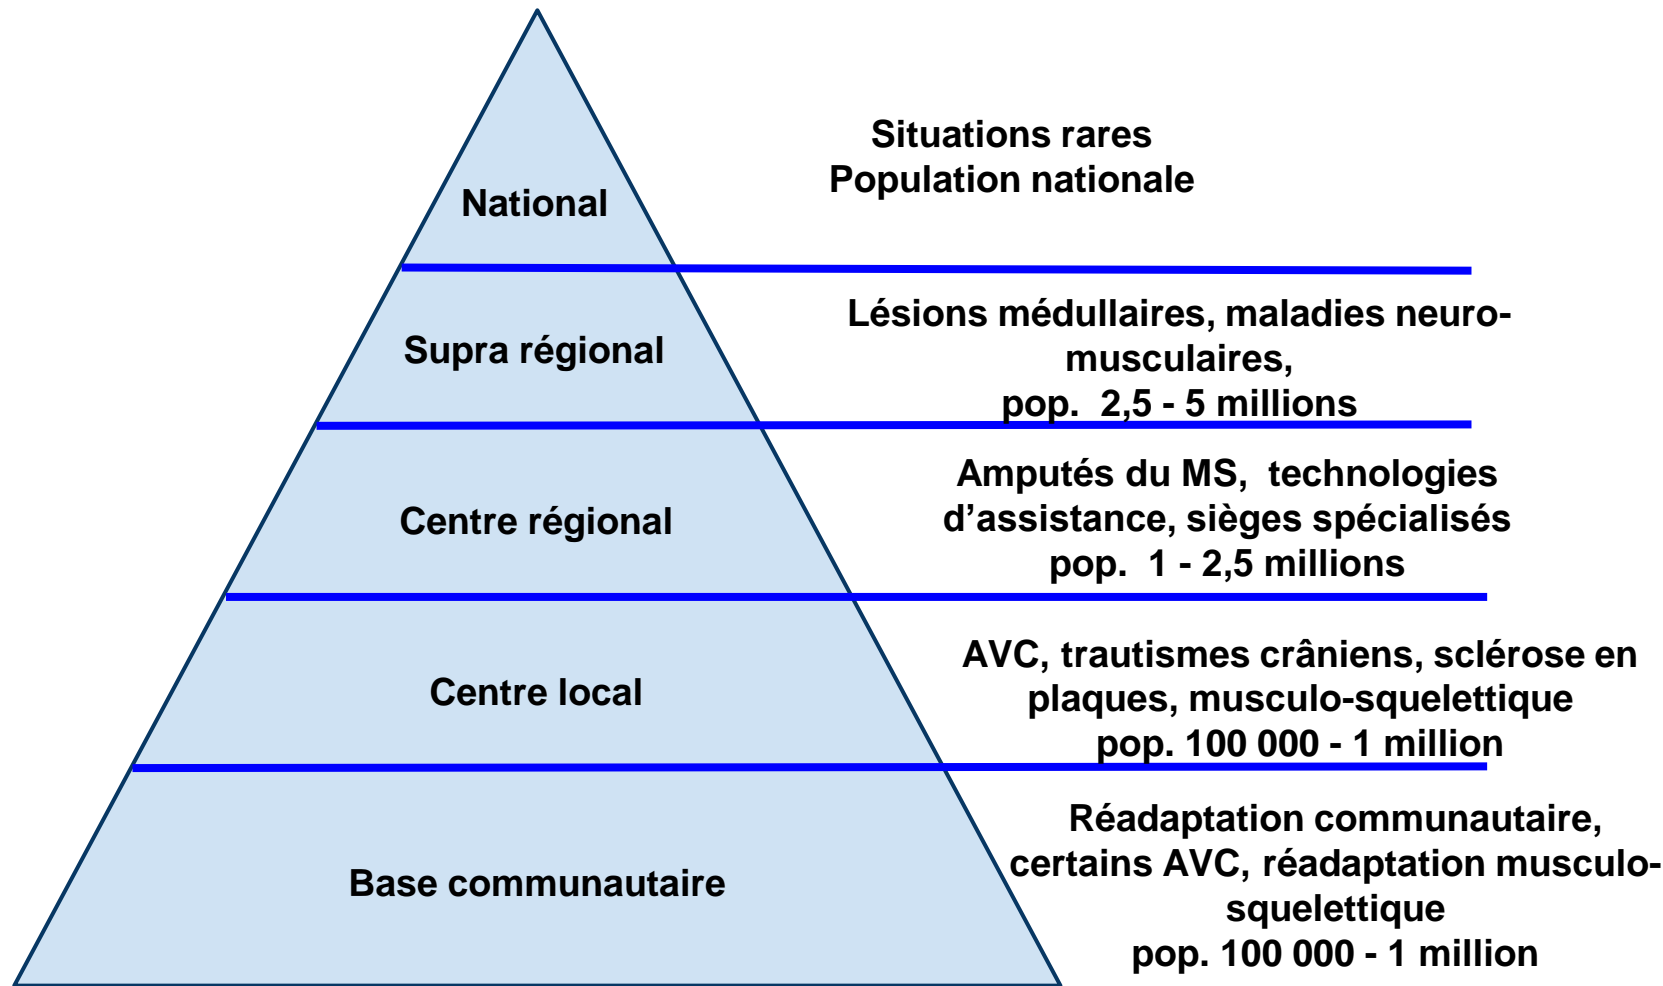 Situations rares
Population nationale
National
Lésions médullaires, maladies neuro-
musculaires,
pop. 2,5 - 5 millions
Supra régional
Amputés du MS, technologies
d’assistance, sièges spécialisés
pop. 1 - 2,5 millions
Centre régional
AVC, trautismes crâniens, sclérose en
plaques, musculo-squelettique
pop. 100 000 - 1 million
Centre local
Réadaptation communautaire,
certains AVC, réadaptation musculo-
squelettique
pop. 100 000 - 1 million
Base communautaire